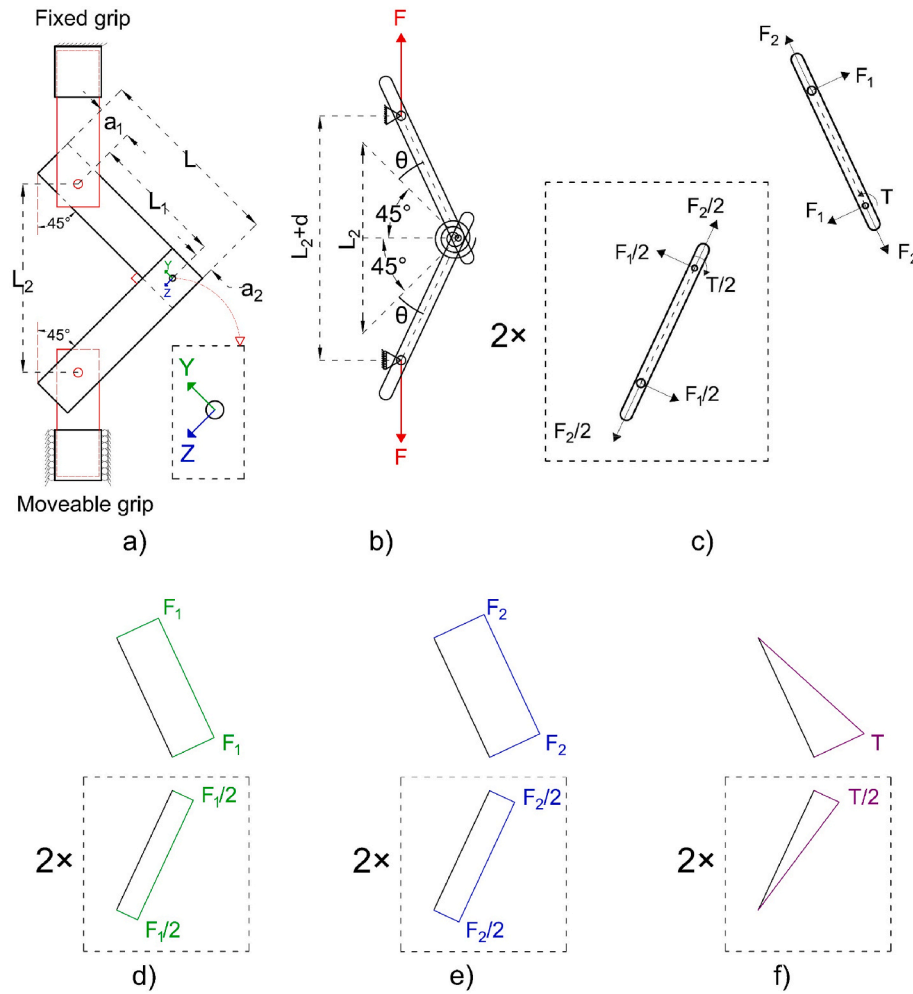 Fixed grip
a₁
L
L₁
45°
L₂
Y
Z
a₂
45°
Y
Z
Moveable grip
a)
F
θ
45°
L₂+d
L₂
45°
θ
F
b)
F₂
F₁
F₁
T
F₂
F₂/2
F₁/2
T/2
2×
F₁/2
F₂/2
c)
F₁
F₁
F₁/2
2×
F₁/2
d)
F₂
F₂
F₂/2
2×
F₂/2
e)
T
T/2
2×
f)